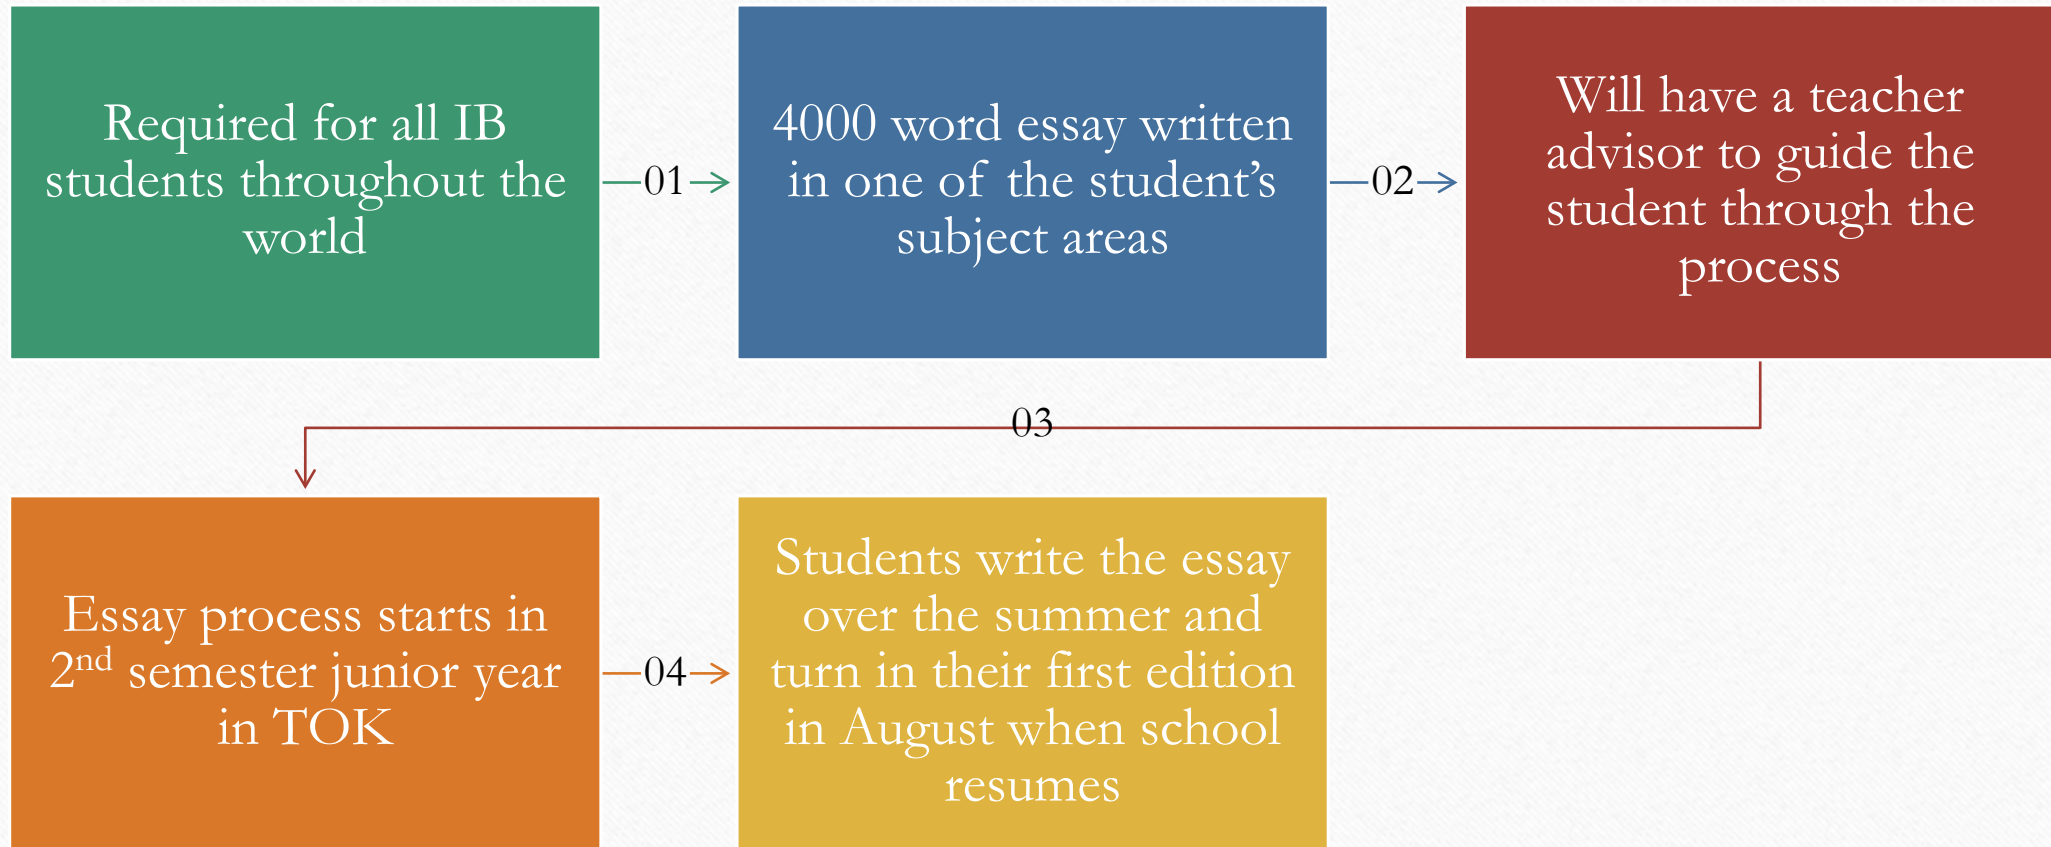 Required for all IB
students throughout the
world
01
4000 word essay written
in one of the student’s
subject areas
02
Will have a teacher
advisor to guide the
student through the
process
03
Essay process starts in
2nd semester junior year
in TOK
04
Students write the essay
over the summer and
turn in their first edition
in August when school
resumes